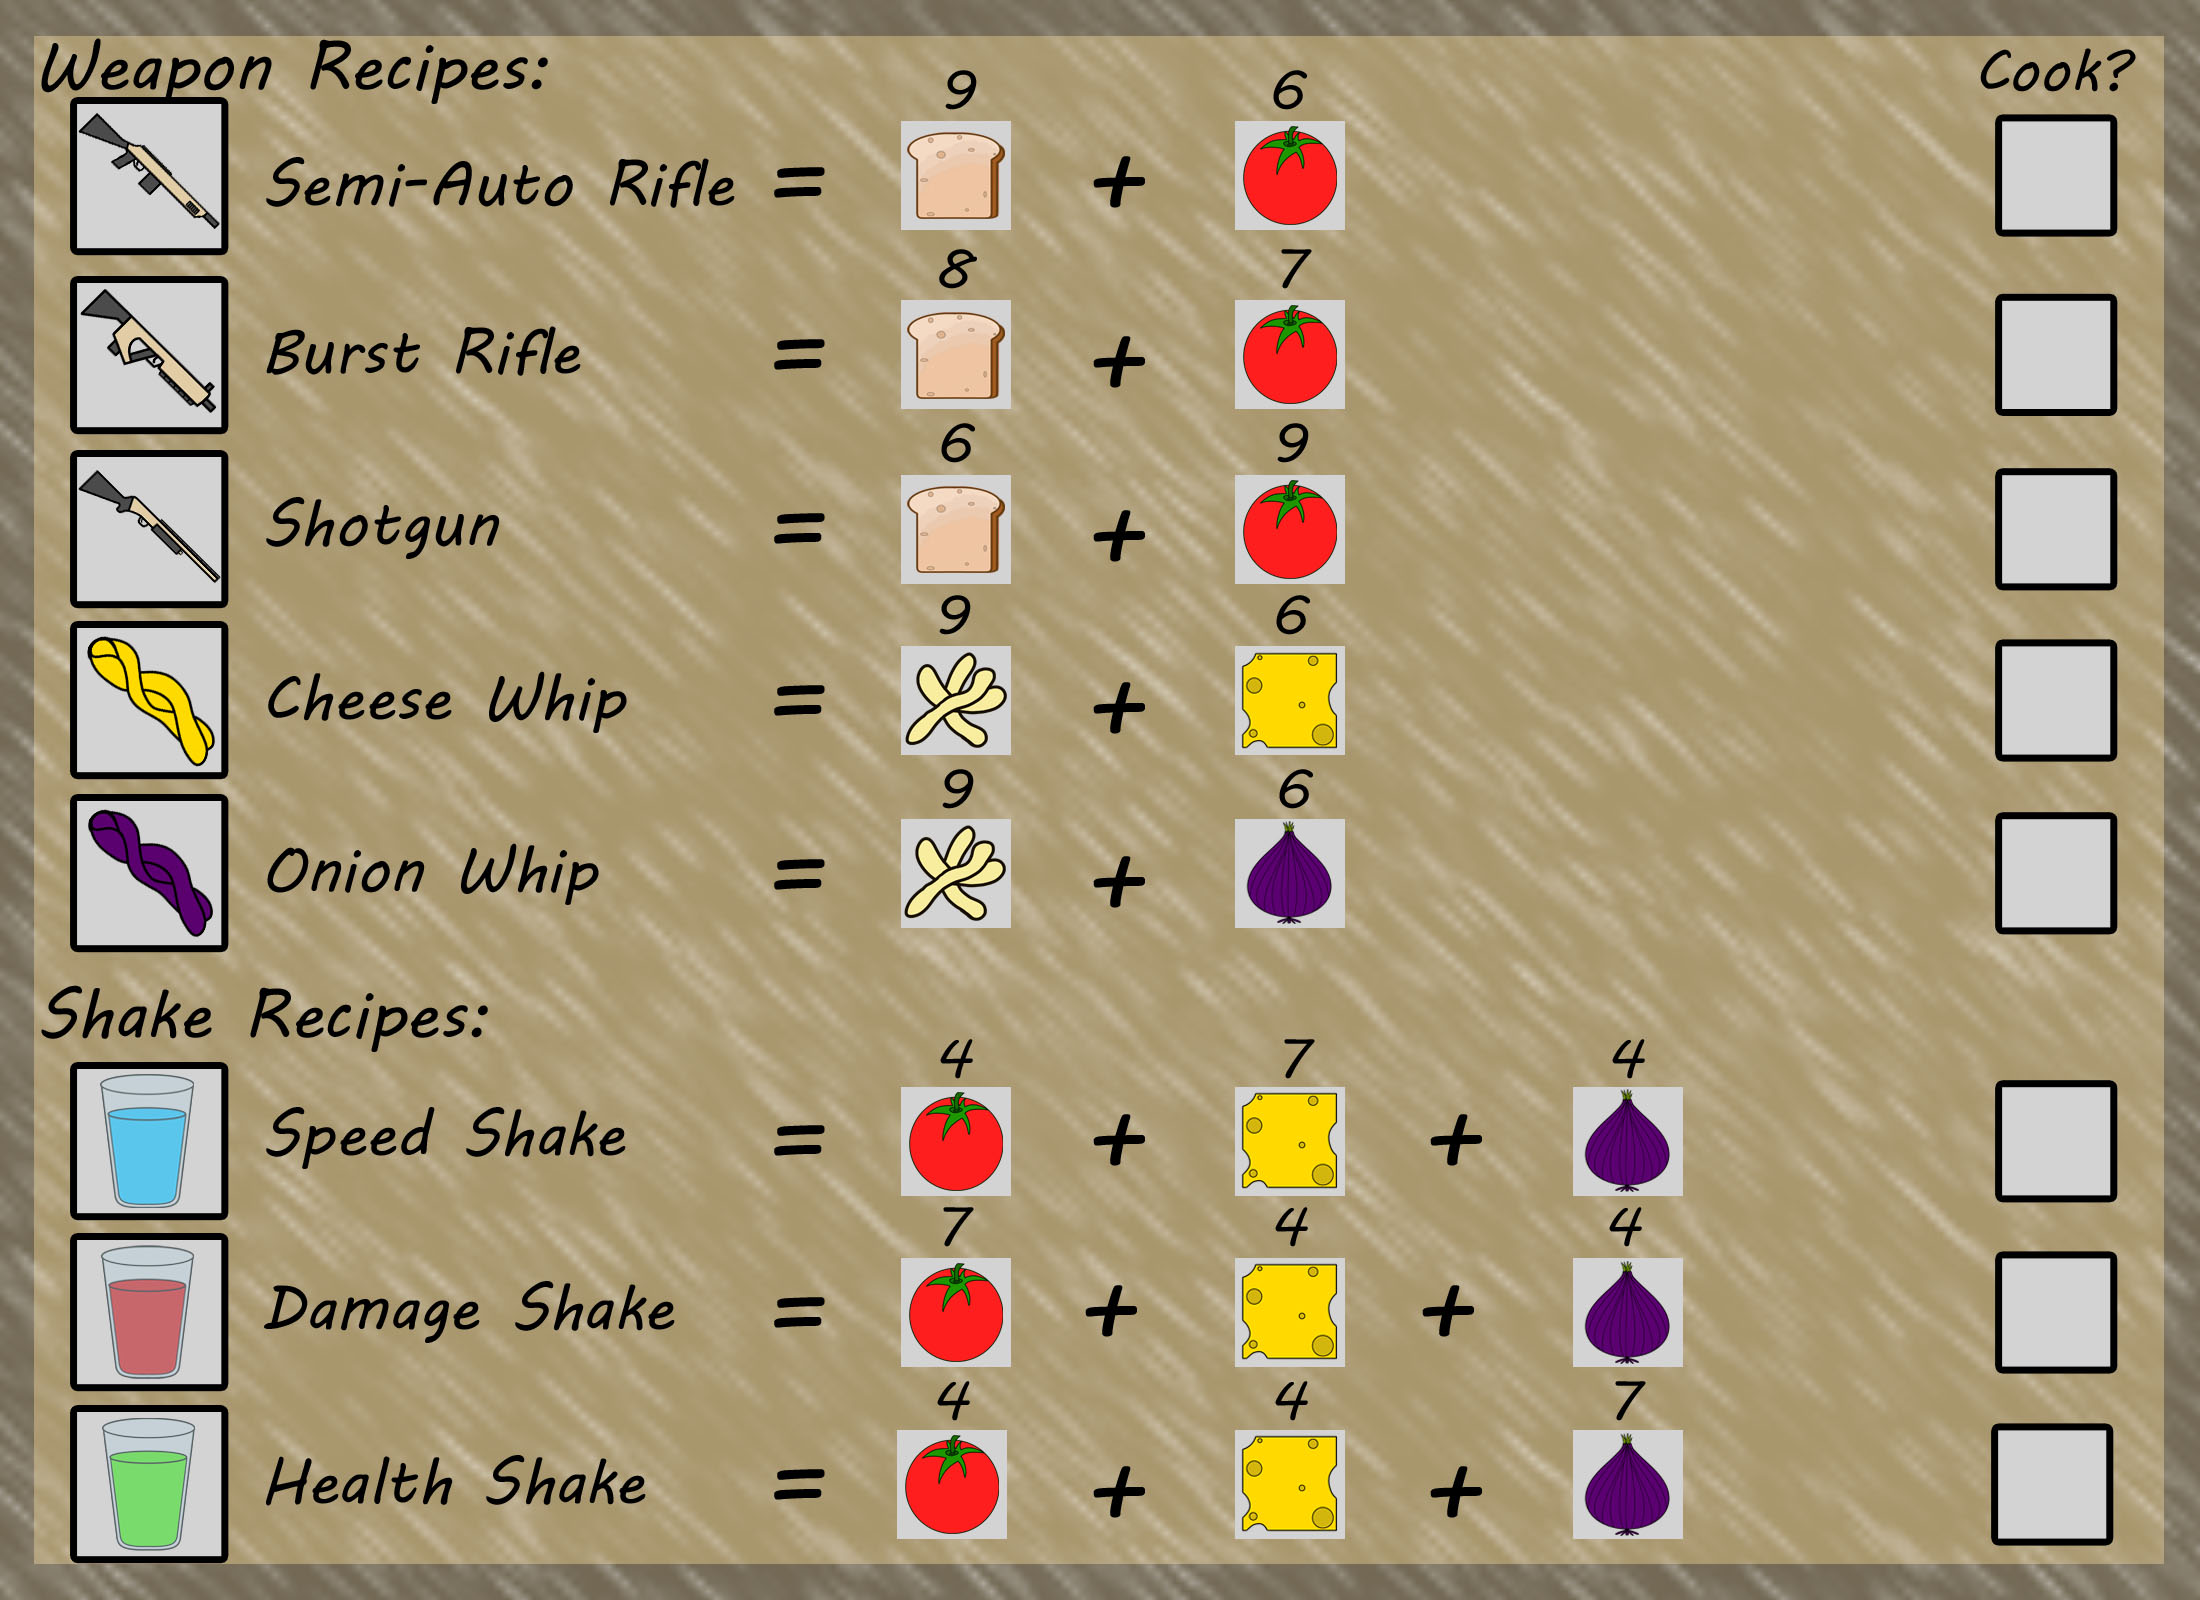 Weapon Recipes:
Cook?
9 6
Semi-Auto Rifle = +
8 7
Burst Rifle = +
6 9
Shotgun = +
9 6
Cheese Whip = +
9 6
Onion Whip = +
Shake Recipes:
4 7 4
Speed Shake = + +
7 4 4
Damage Shake = + +
4 4 7
Health Shake = + +